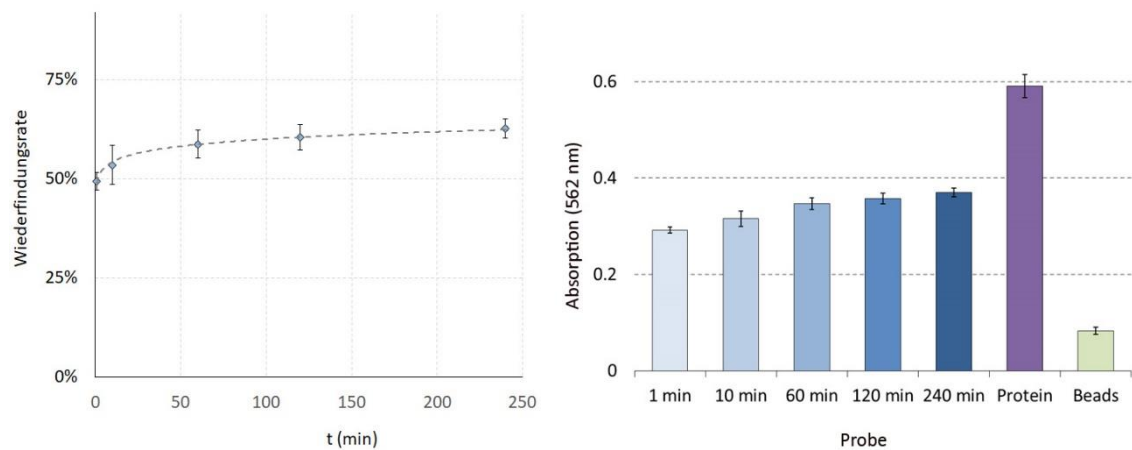 75%
50%
25%
0%
Wiederfindungsrate
0 50 100 150 200 250
t (min)
0.6
0.4
0.2
0
Absorption (562 nm)
1 min 10 min 60 min 120 min 240 min Protein Beads
Probe